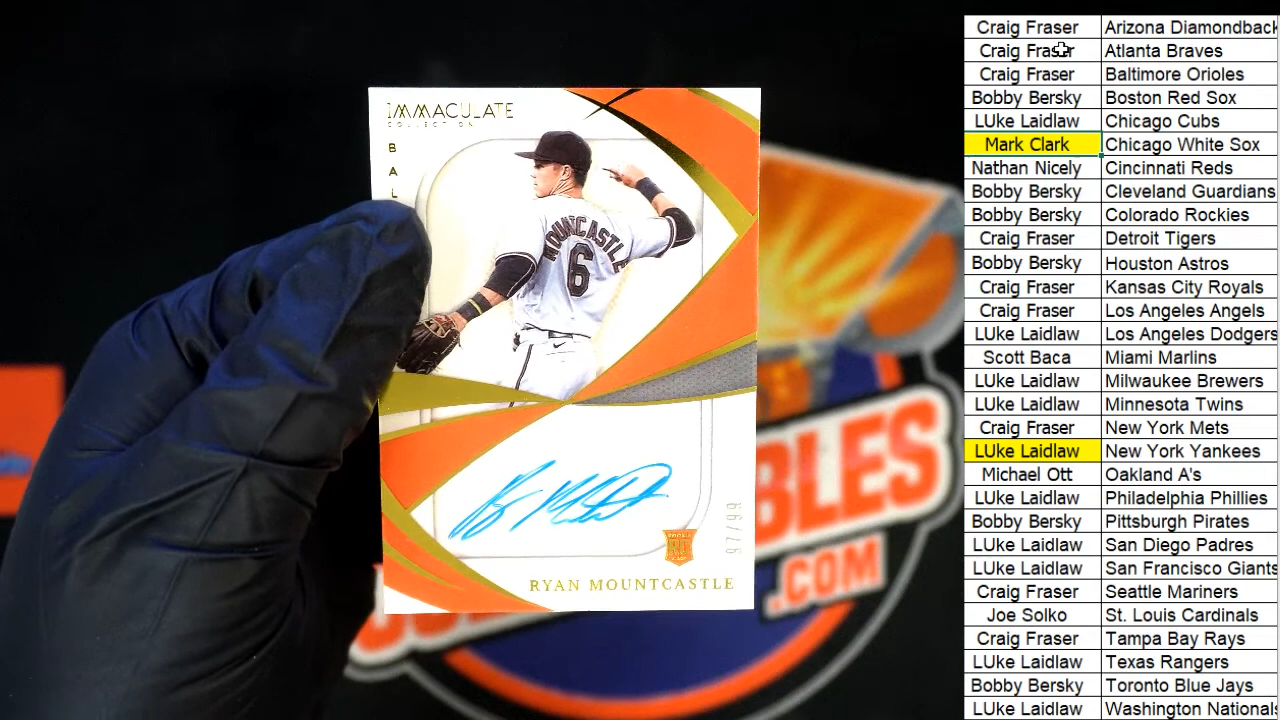 IMMACULATE
COLLECTION
B
A
L
MOUNTCASTLE
6
ROOKIE
RC
97/99
RYAN MOUNTCASTLE
BLES
.COM
Craig Fraser Arizona Diamondback
Craig Fraser Atlanta Braves
Craig Fraser Baltimore Orioles
Bobby Bersky Boston Red Sox
LUke Laidlaw Chicago Cubs
Mark Clark Chicago White Sox
Nathan Nicely Cincinnati Reds
Bobby Bersky Cleveland Guardians
Bobby Bersky Colorado Rockies
Craig Fraser Detroit Tigers
Bobby Bersky Houston Astros
Craig Fraser Kansas City Royals
Craig Fraser Los Angeles Angels
LUke Laidlaw Los Angeles Dodgers
Scott Baca Miami Marlins
LUke Laidlaw Milwaukee Brewers
LUke Laidlaw Minnesota Twins
Craig Fraser New York Mets
LUke Laidlaw New York Yankees
Michael Ott Oakland A's
LUke Laidlaw Philadelphia Phillies
Bobby Bersky Pittsburgh Pirates
LUke Laidlaw San Diego Padres
LUke Laidlaw San Francisco Giants
Craig Fraser Seattle Mariners
Joe Solko St. Louis Cardinals
Craig Fraser Tampa Bay Rays
LUke Laidlaw Texas Rangers
Bobby Bersky Toronto Blue Jays
LUke Laidlaw Washington Nationals